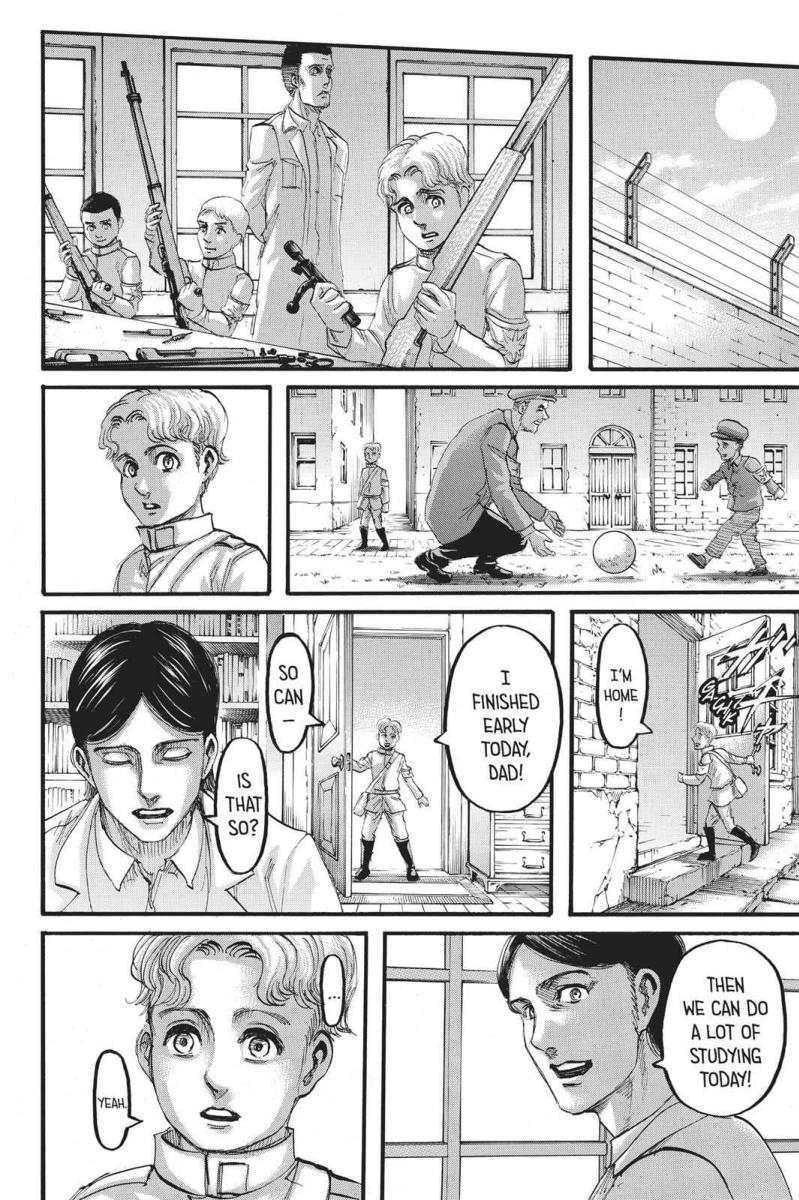 I'M
HOME
!
I
FINISHED
EARLY
TODAY,
DAD!
SO
CAN
—
IS
THAT
SO?
THEN
WE CAN DO
A LOT OF
STUDYING
TODAY!
...
YEAH.